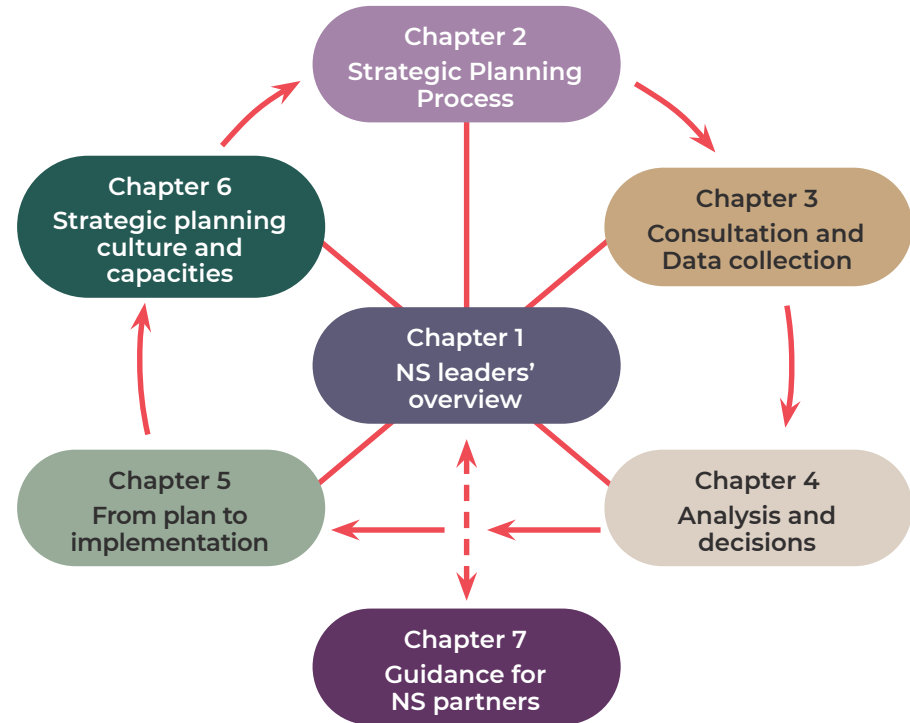 Chapter 2
Strategic Planning
Process
Chapter 6
Strategic planning
culture and
capacities
Chapter 3
Consultation and
Data collection
Chapter 1
NS leaders’
overview
Chapter 5
From plan to
implementation
Chapter 4
Analysis and
decisions
Chapter 7
Guidance for
NS partners